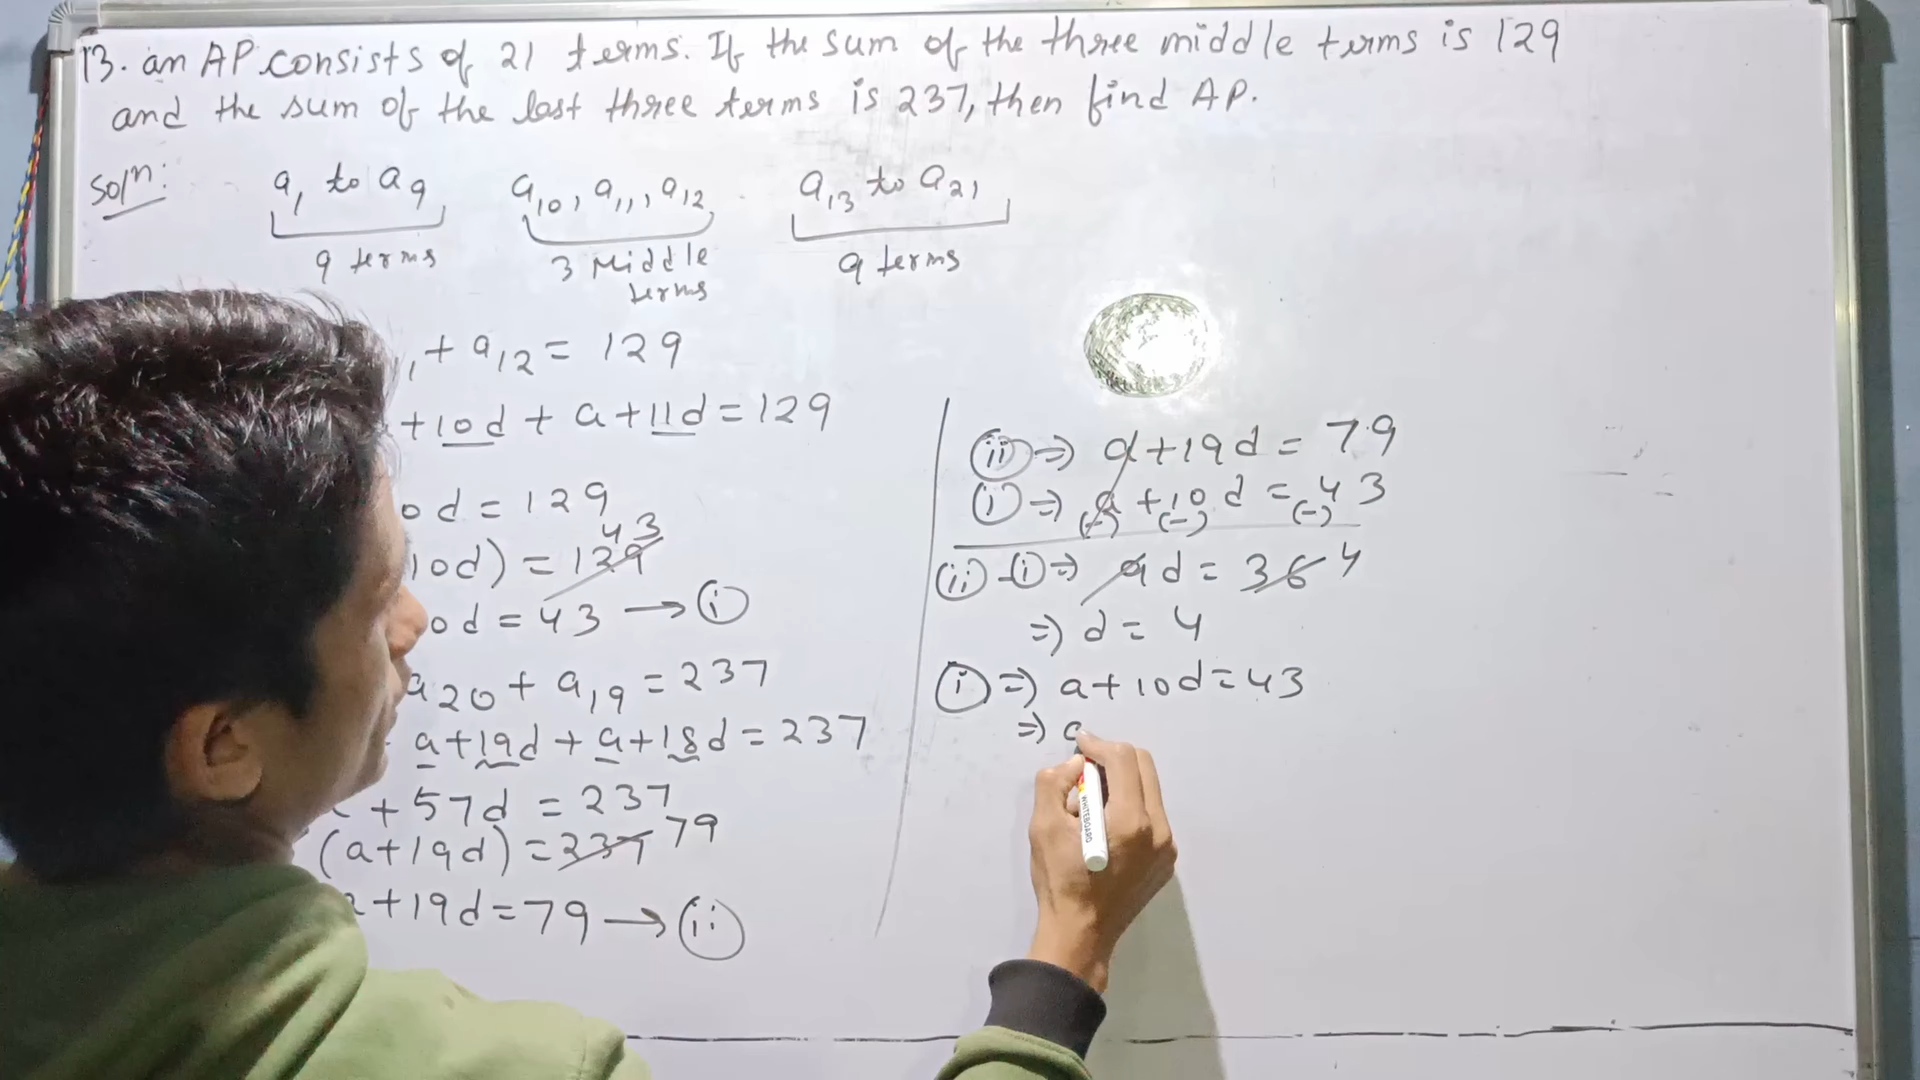 13. an AP consists of 21 terms. If the sum of the three middle terms is 129
and the sum of the last three terms is 237, then find AP.
Solⁿ:
a₁ to a₉
9 terms
a₁₀, a₁₁, a₁₂
3 Middle
terms
a₁₃ to a₂₁
9 terms
+ a₁₂ = 129
+10d + a+11d = 129
0d = 129
10d) = 129 43
0d = 43 → (i)
a₂₀ + a₁₉ = 237
a+19d + a+18d = 237
+ 57d = 237
(a+19d) = 237 79
a+19d = 79 → (ii)
(ii) ⇒ a+19d = 79
(i) ⇒ a+10d = 43
(-) (-) (-)
(ii) - (i) ⇒ 9d = 36 4
⇒ d = 4
(i) ⇒ a+10d = 43
⇒ a
WHITEBOARD